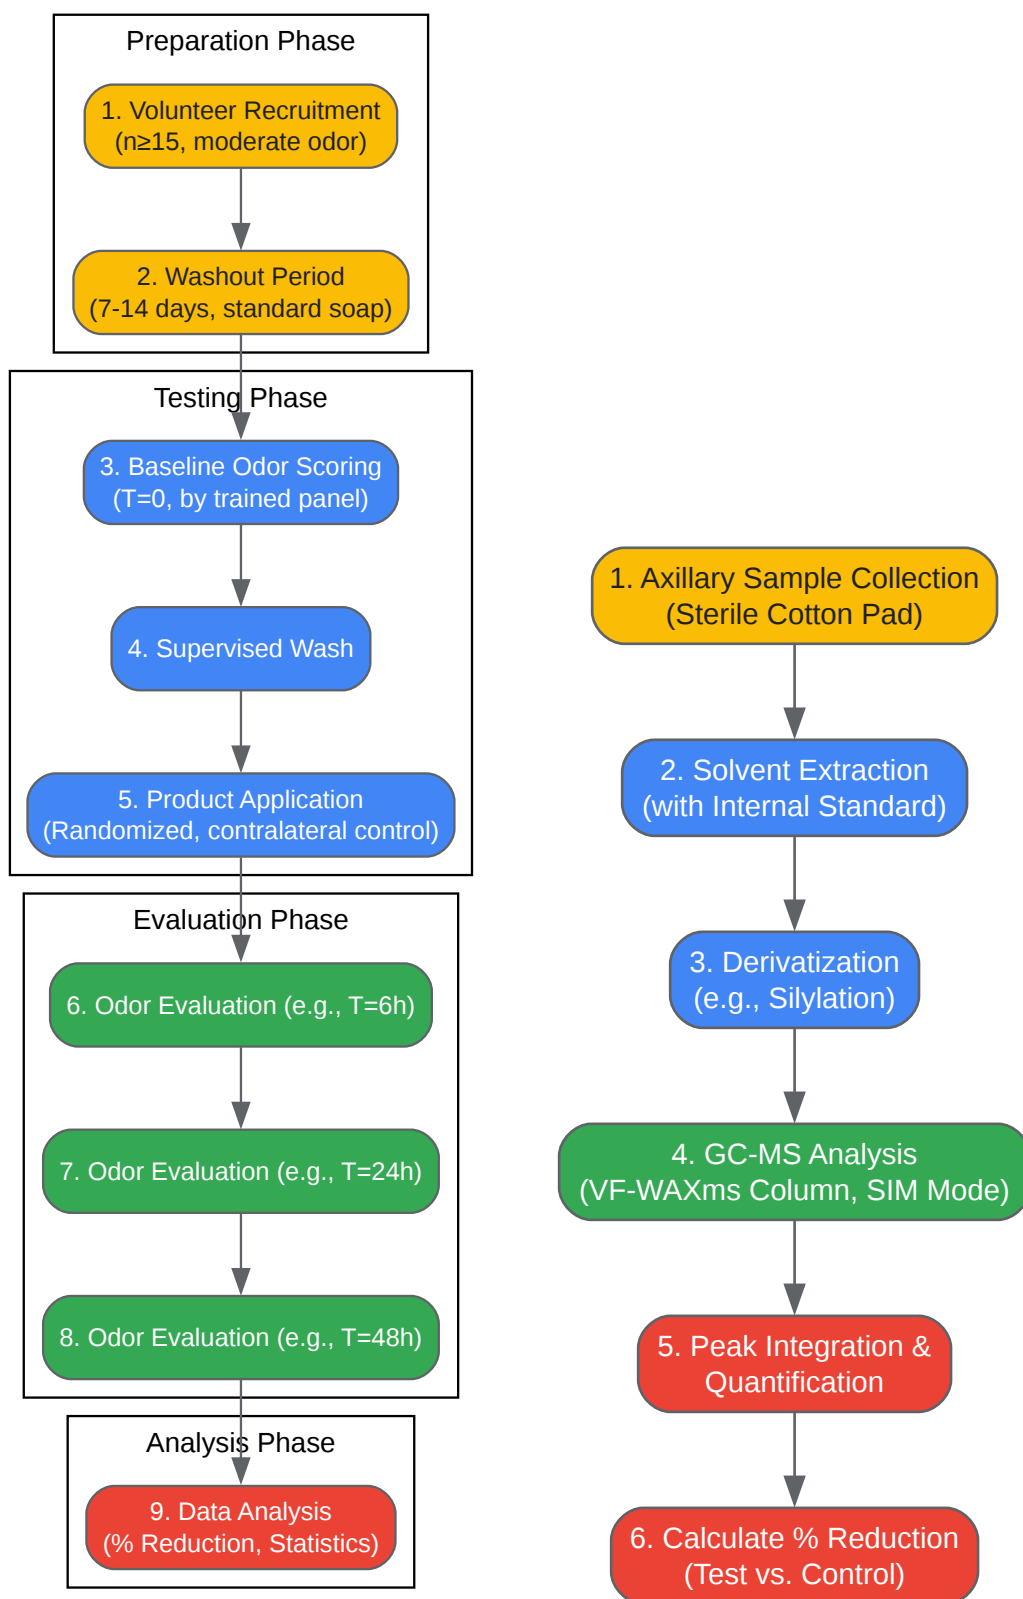 Preparation Phase
1. Volunteer Recruitment
(n≥15, moderate odor)
2. Washout Period
(7-14 days, standard soap)
Testing Phase
3. Baseline Odor Scoring
(T=0, by trained panel)
4. Supervised Wash
5. Product Application
(Randomized, contralateral control)
Evaluation Phase
6. Odor Evaluation (e.g., T=6h)
7. Odor Evaluation (e.g., T=24h)
8. Odor Evaluation (e.g., T=48h)
Analysis Phase
9. Data Analysis
(% Reduction, Statistics)
1. Axillary Sample Collection
(Sterile Cotton Pad)
2. Solvent Extraction
(with Internal Standard)
3. Derivatization
(e.g., Silylation)
4. GC-MS Analysis
(VF-WAXms Column, SIM Mode)
5. Peak Integration &
Quantification
6. Calculate % Reduction
(Test vs. Control)